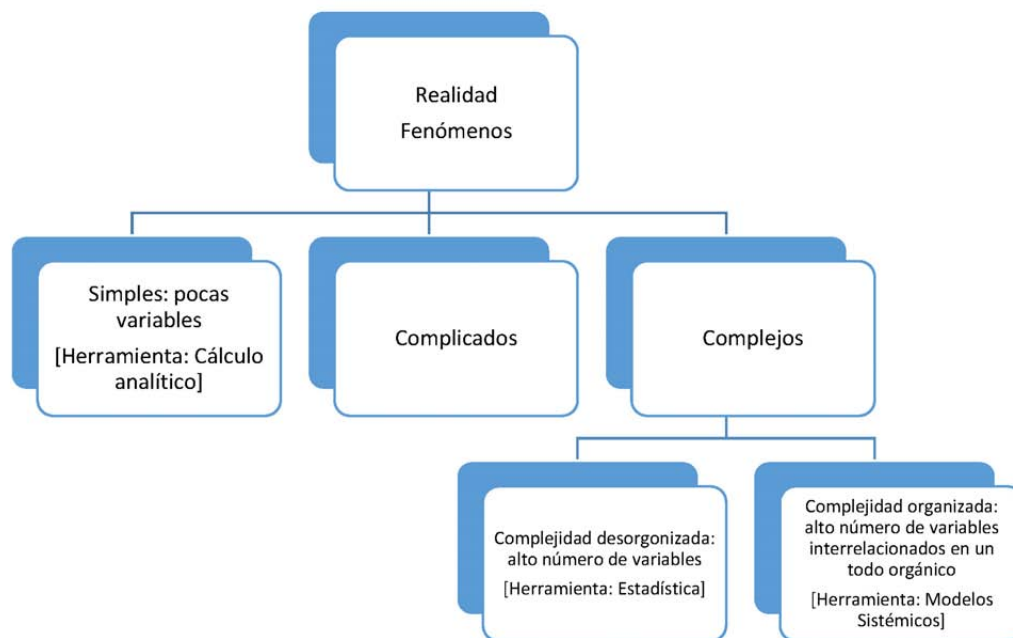 Realidad
Fenómenos
Simples: pocas
variables
[Herramienta: Cálculo
analítico]
Complicados
Complejos
Complejidad desorgonizada:
alto número de variables
[Herramienta: Estadística]
Complejidad organizada:
alto número de variables
interrelacionados en un
todo orgánico
[Herramienta: Modelos
Sistémicos]